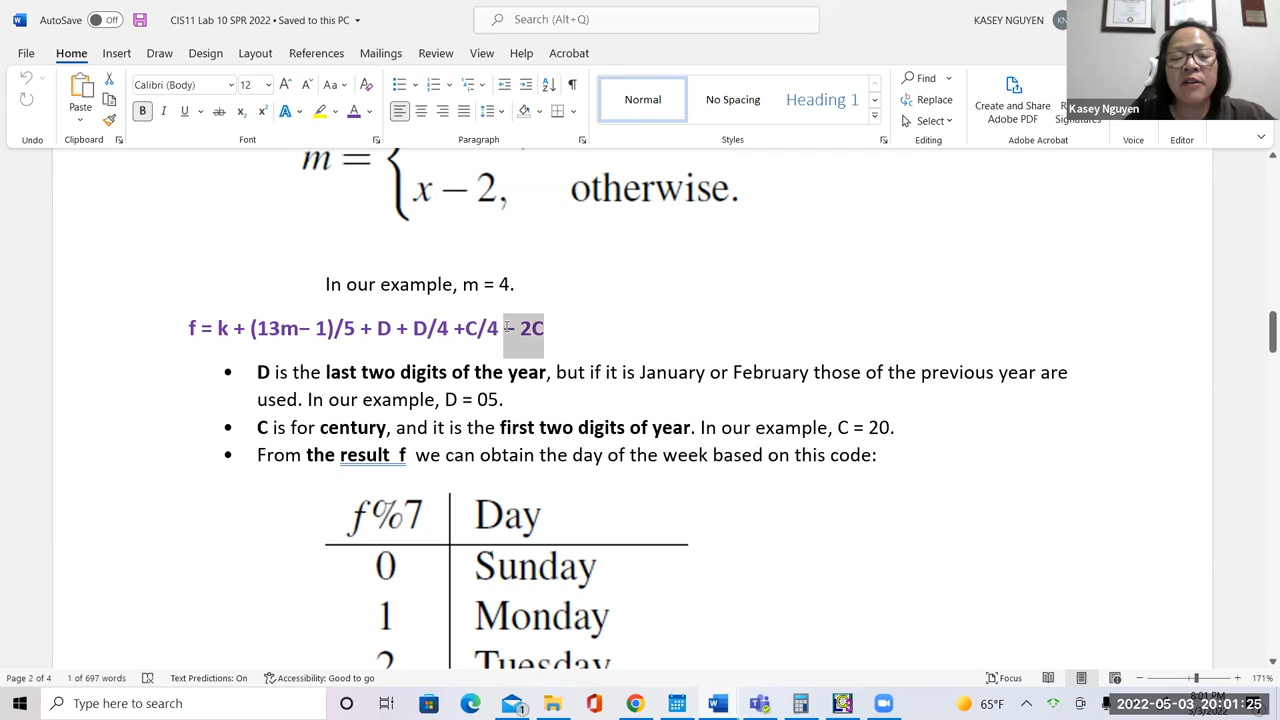 AutoSave Off CIS11 Lab 10 SPR 2022 • Saved to this PC Search (Alt+Q) KASEY NGUYEN KN
File Home Insert Draw Design Layout References Mailings Review View Help Acrobat
Kasey Nguyen
Paste Calibri (Body) 12 Normal No Spacing Heading 1 Find Replace Select Create and Share Adobe PDF Signatures
Undo Clipboard Font Paragraph Styles Editing Adobe Acrobat Voice Editor
m =
x − 2, otherwise.
In our example, m = 4.
f = k + (13m– 1)/5 + D + D/4 +C/4 – 2C
• D is the last two digits of the year, but if it is January or February those of the previous year are
used. In our example, D = 05.
• C is for century, and it is the first two digits of year. In our example, C = 20.
• From the result f we can obtain the day of the week based on this code:
f%7 Day
0 Sunday
1 Monday
2 Tuesday
Page 2 of 4 1 of 697 words Text Predictions: On Accessibility: Good to go Focus 171%
Type here to search 65°F 8:01 PM
2022-05-03 20:01:25